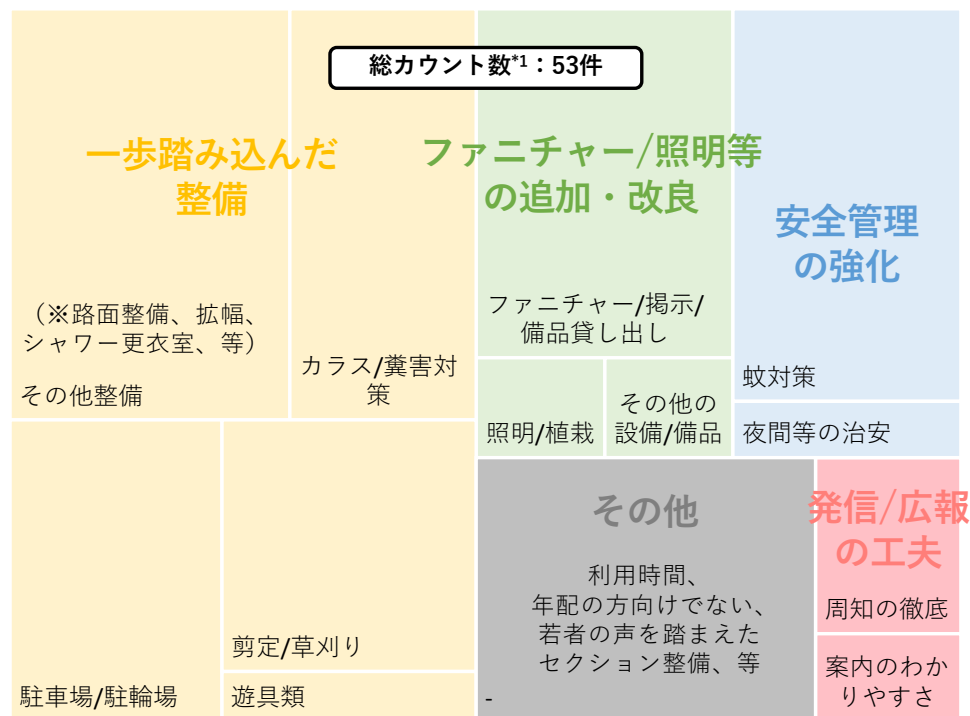 総カウント数*1：53件
一歩踏み込んだ
整備
（※路面整備、拡幅、
シャワー更衣室、等）
その他整備
カラス/糞害対
策
駐車場/駐輪場
剪定/草刈り
遊具類
ファニチャー/照明等
の追加・改良
ファニチャー/掲示/
備品貸し出し
照明/植栽
その他の
設備/備品
安全管理
の強化
蚊対策
夜間等の治安
その他
利用時間、
年配の方向けでない、
若者の声を踏まえた
セクション整備、等
-
発信/広報
の工夫
周知の徹底
案内のわか
りやすさ